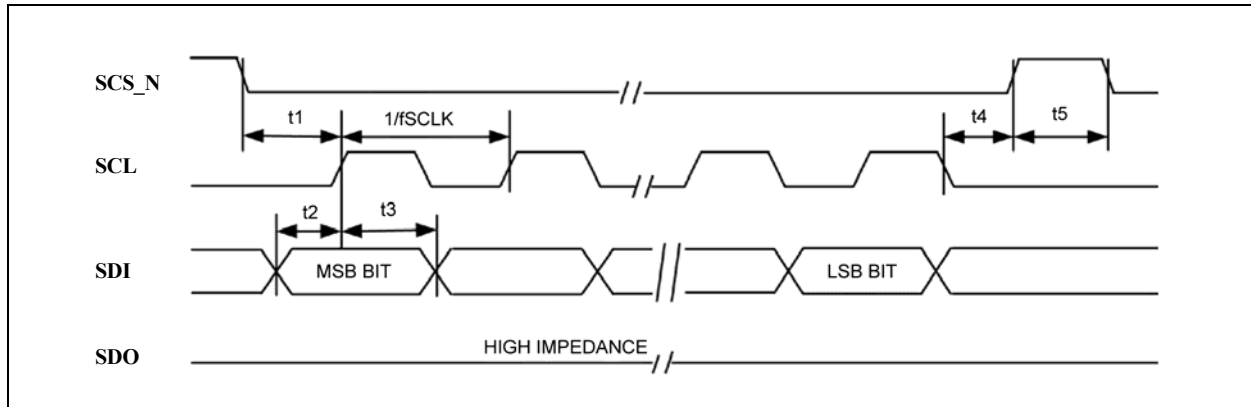 SCS_N
t1
1/fSCLK
t4
t5
SCL
t2
t3
SDI
MSB BIT
LSB BIT
SDO
HIGH IMPEDANCE